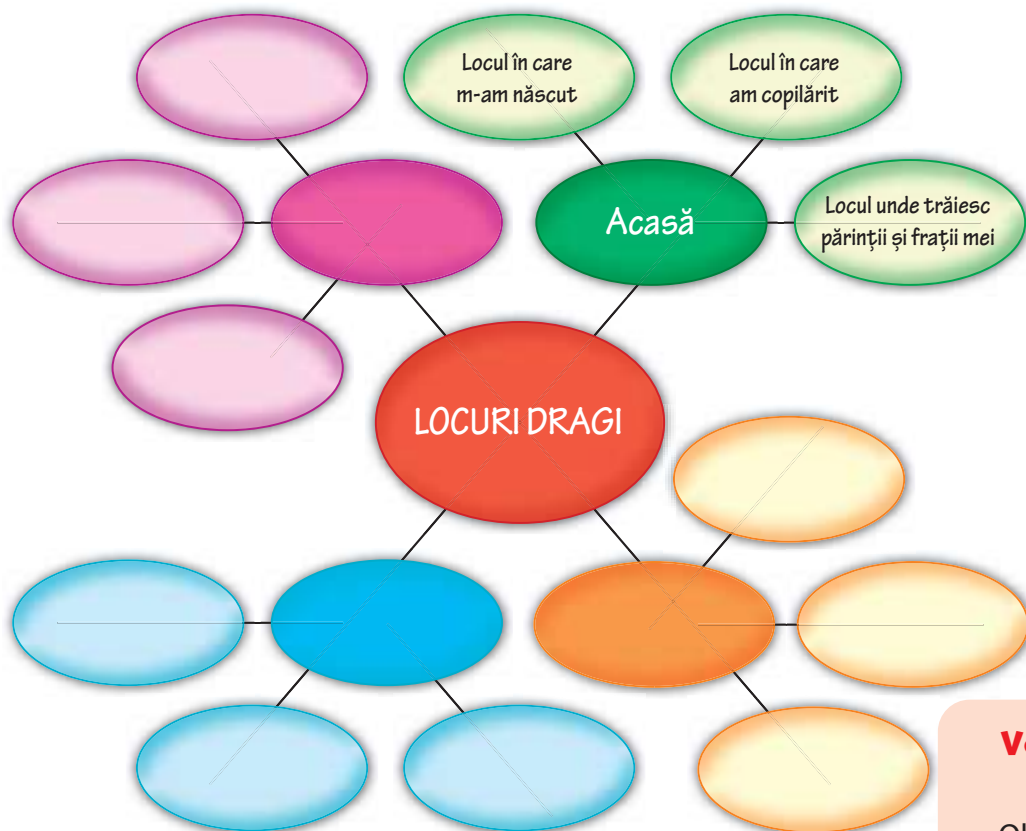 Locul în care
m-am născut
Locul în care
am copilărit
Acasă
Locul unde trăiesc
părinții și frații mei
LOCURI DRAGI